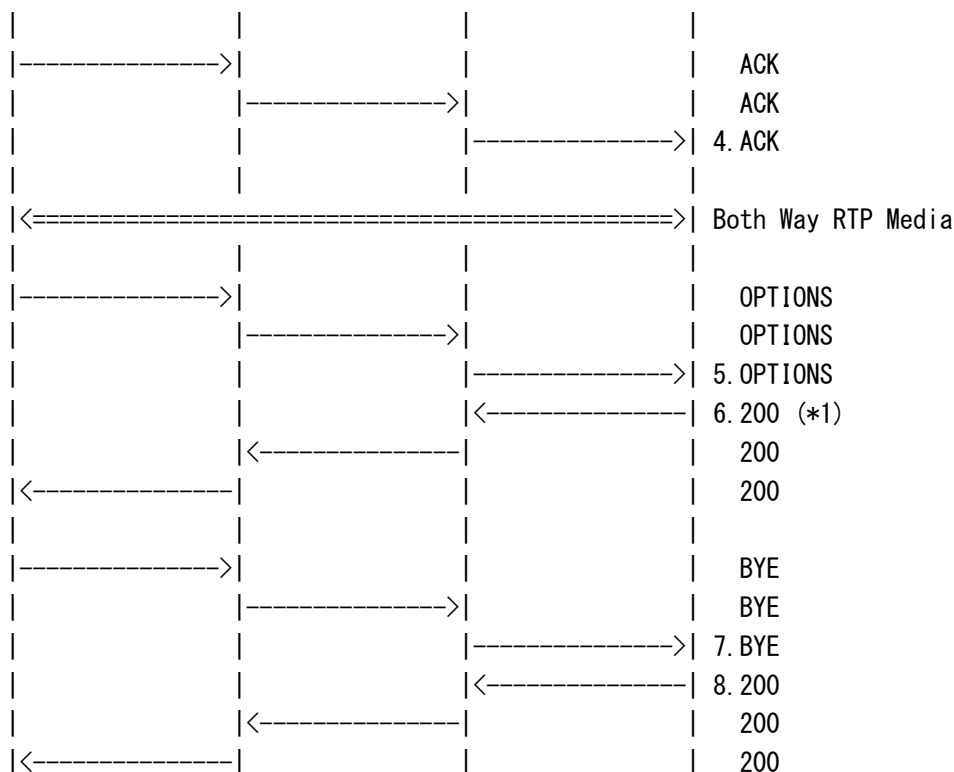 |                |                |                |
|--------------->|                |                |   ACK
|                |--------------->|                |   ACK
|                |                |--------------->| 4.ACK
|                |                |                |
|<================================================>| Both Way RTP Media
|                |                |                |
|--------------->|                |                |   OPTIONS
|                |--------------->|                |   OPTIONS
|                |                |--------------->| 5.OPTIONS
|                |                |<---------------| 6.200 (*1)
|                |<---------------|                |   200
|<---------------|                |                |   200
|                |                |                |
|--------------->|                |                |   BYE
|                |--------------->|                |   BYE
|                |                |--------------->| 7.BYE
|                |                |<---------------| 8.200
|                |<---------------|                |   200
|<---------------|                |                |   200